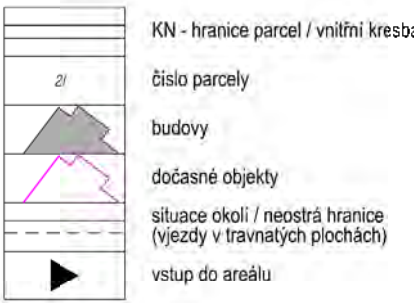 KN - hranice parcel / vnitřní kresba
2/
číslo parcely
budovy
dočasné objekty
situace okolí / neostrá hranice
(vjezdy v travnatých plochách)
vstup do areálu